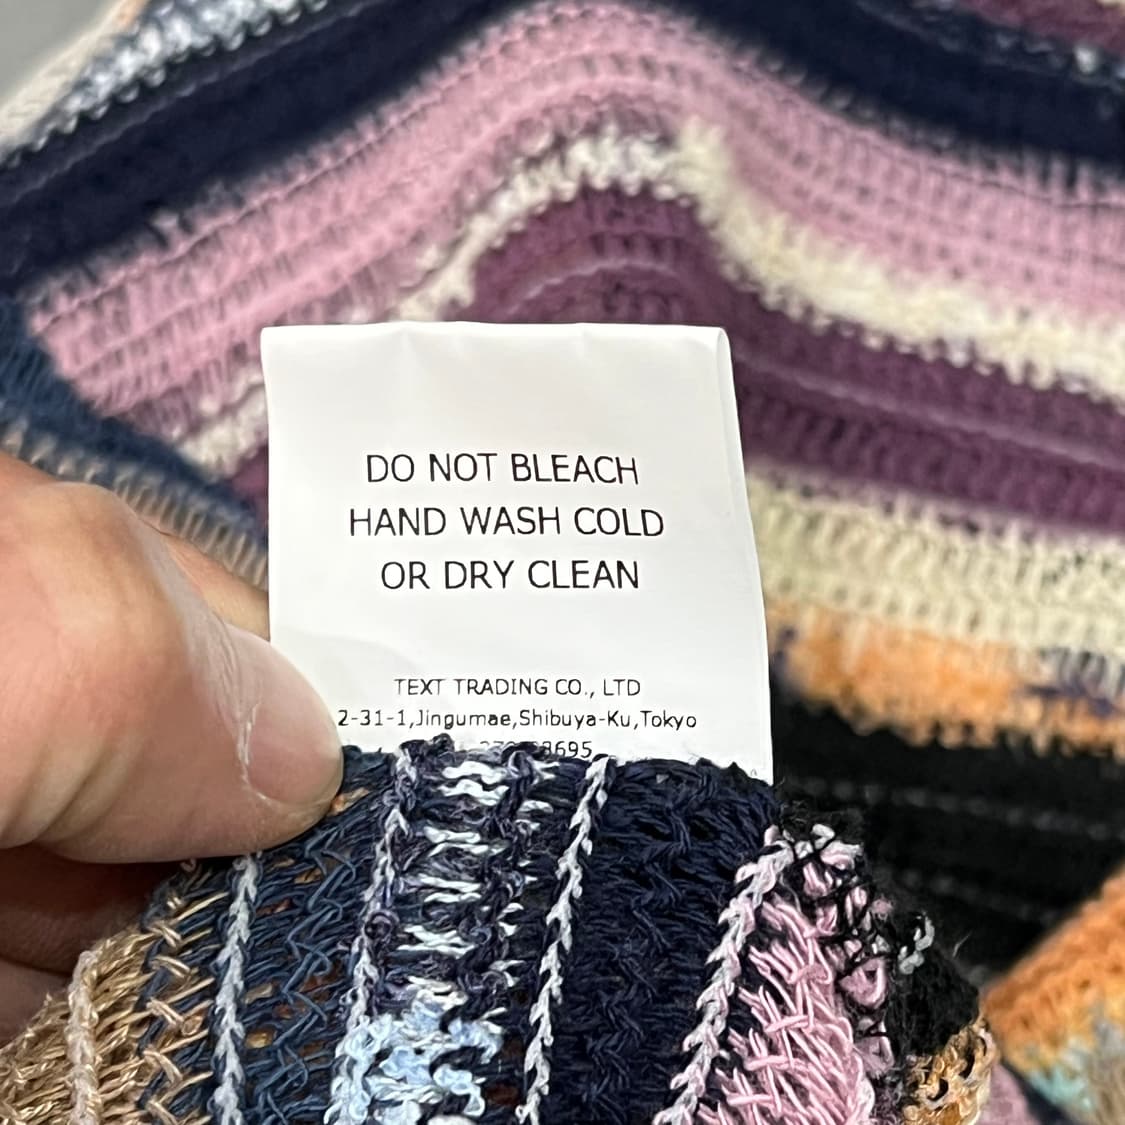 DO NOT BLEACH
HAND WASH COLD
OR DRY CLEAN
TEXT TRADING CO., LTD
2-31-1,Jingumae,Shibuya-Ku,Tokyo